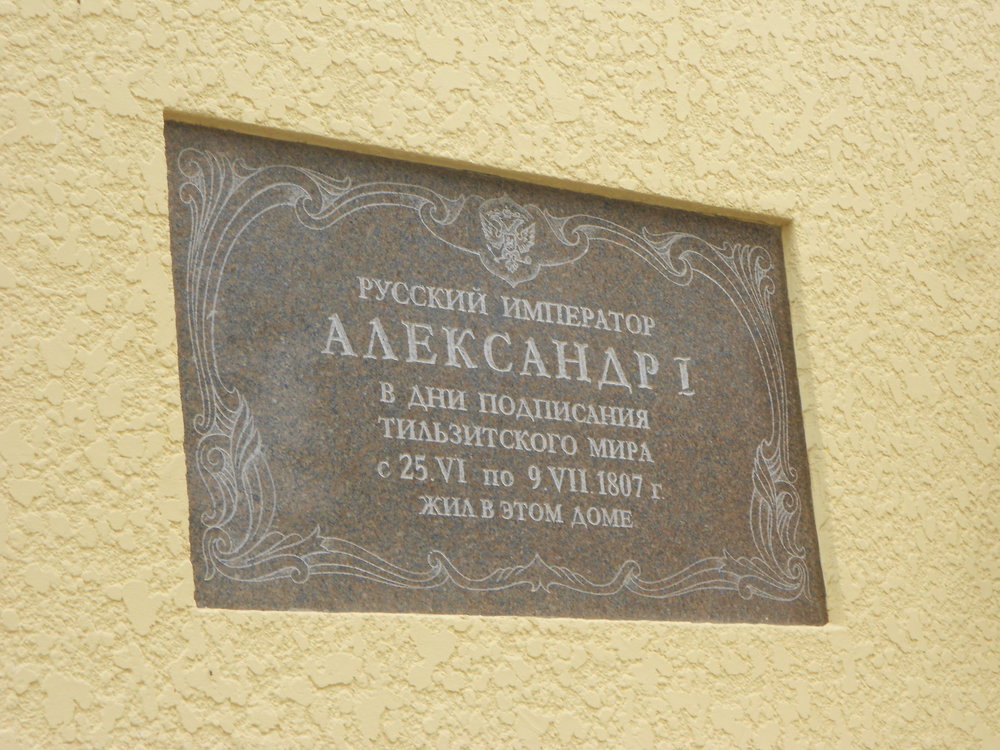 РУССКИЙ ИМПЕРАТОР
АЛЕКСАНДР I
В ДНИ ПОДПИСАНИЯ
ТИЛЬЗИТСКОГО МИРА
с 25.VI по 9.VII.1807 г
ЖИЛ В ЭТОМ ДОМЕ